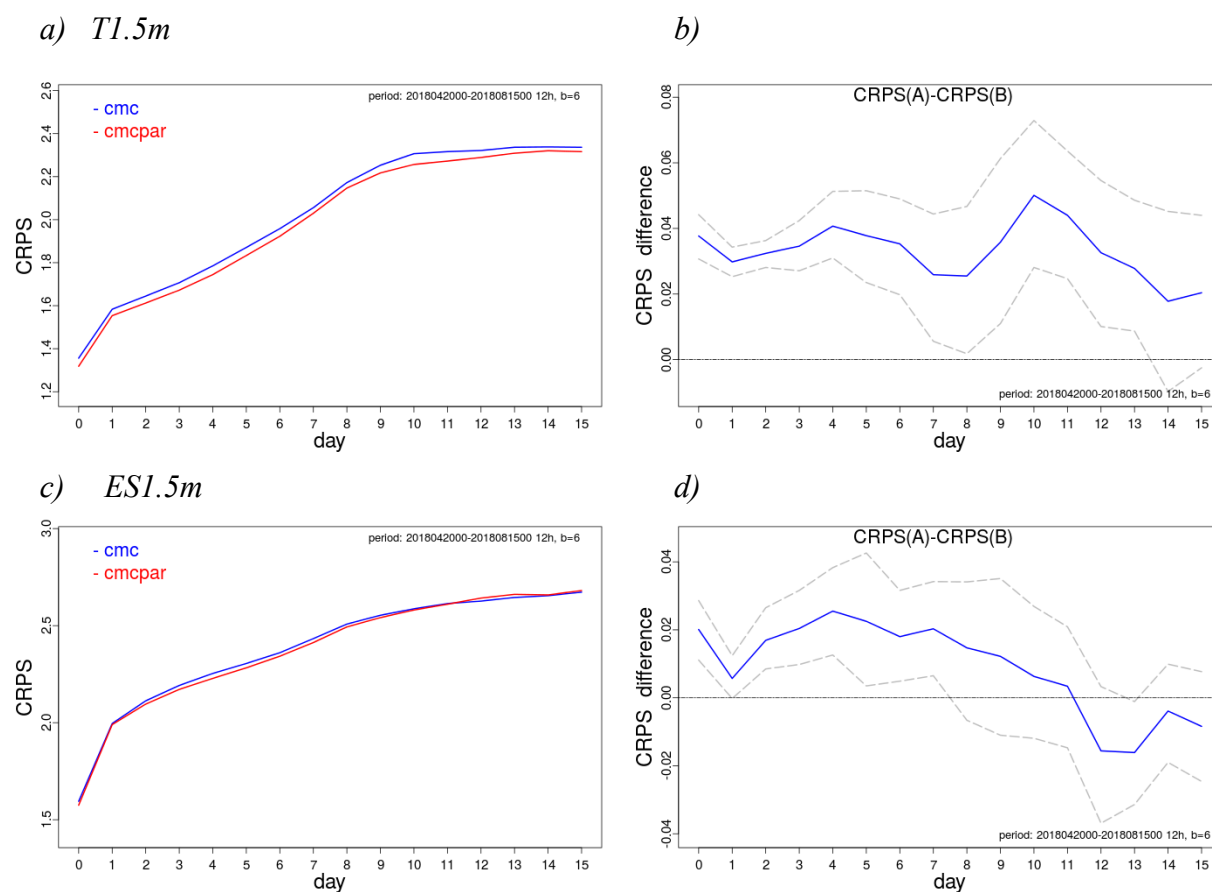 a) T1.5m
b)
CRPS
2.6
2.4
2.2
2.0
1.8
1.6
1.4
1.2
period: 2018042000-2018081500 12h, b=6
- cmc
- cmcpar
0 1 2 3 4 5 6 7 8 9 10 11 12 13 14 15
day
CRPS(A)-CRPS(B)
CRPS difference
0.08
0.06
0.04
0.02
0.00
period: 2018042000-2018081500 12h, b=6
0 1 2 3 4 5 6 7 8 9 10 11 12 13 14 15
day
c) ES1.5m
d)
CRPS
3.0
2.5
2.0
1.5
period: 2018042000-2018081500 12h, b=6
- cmc
- cmcpar
0 1 2 3 4 5 6 7 8 9 10 11 12 13 14 15
day
CRPS(A)-CRPS(B)
CRPS difference
0.04
0.02
0.00
-0.02
-0.04
period: 2018042000-2018081500 12h, b=6
0 1 2 3 4 5 6 7 8 9 10 11 12 13 14 15
day